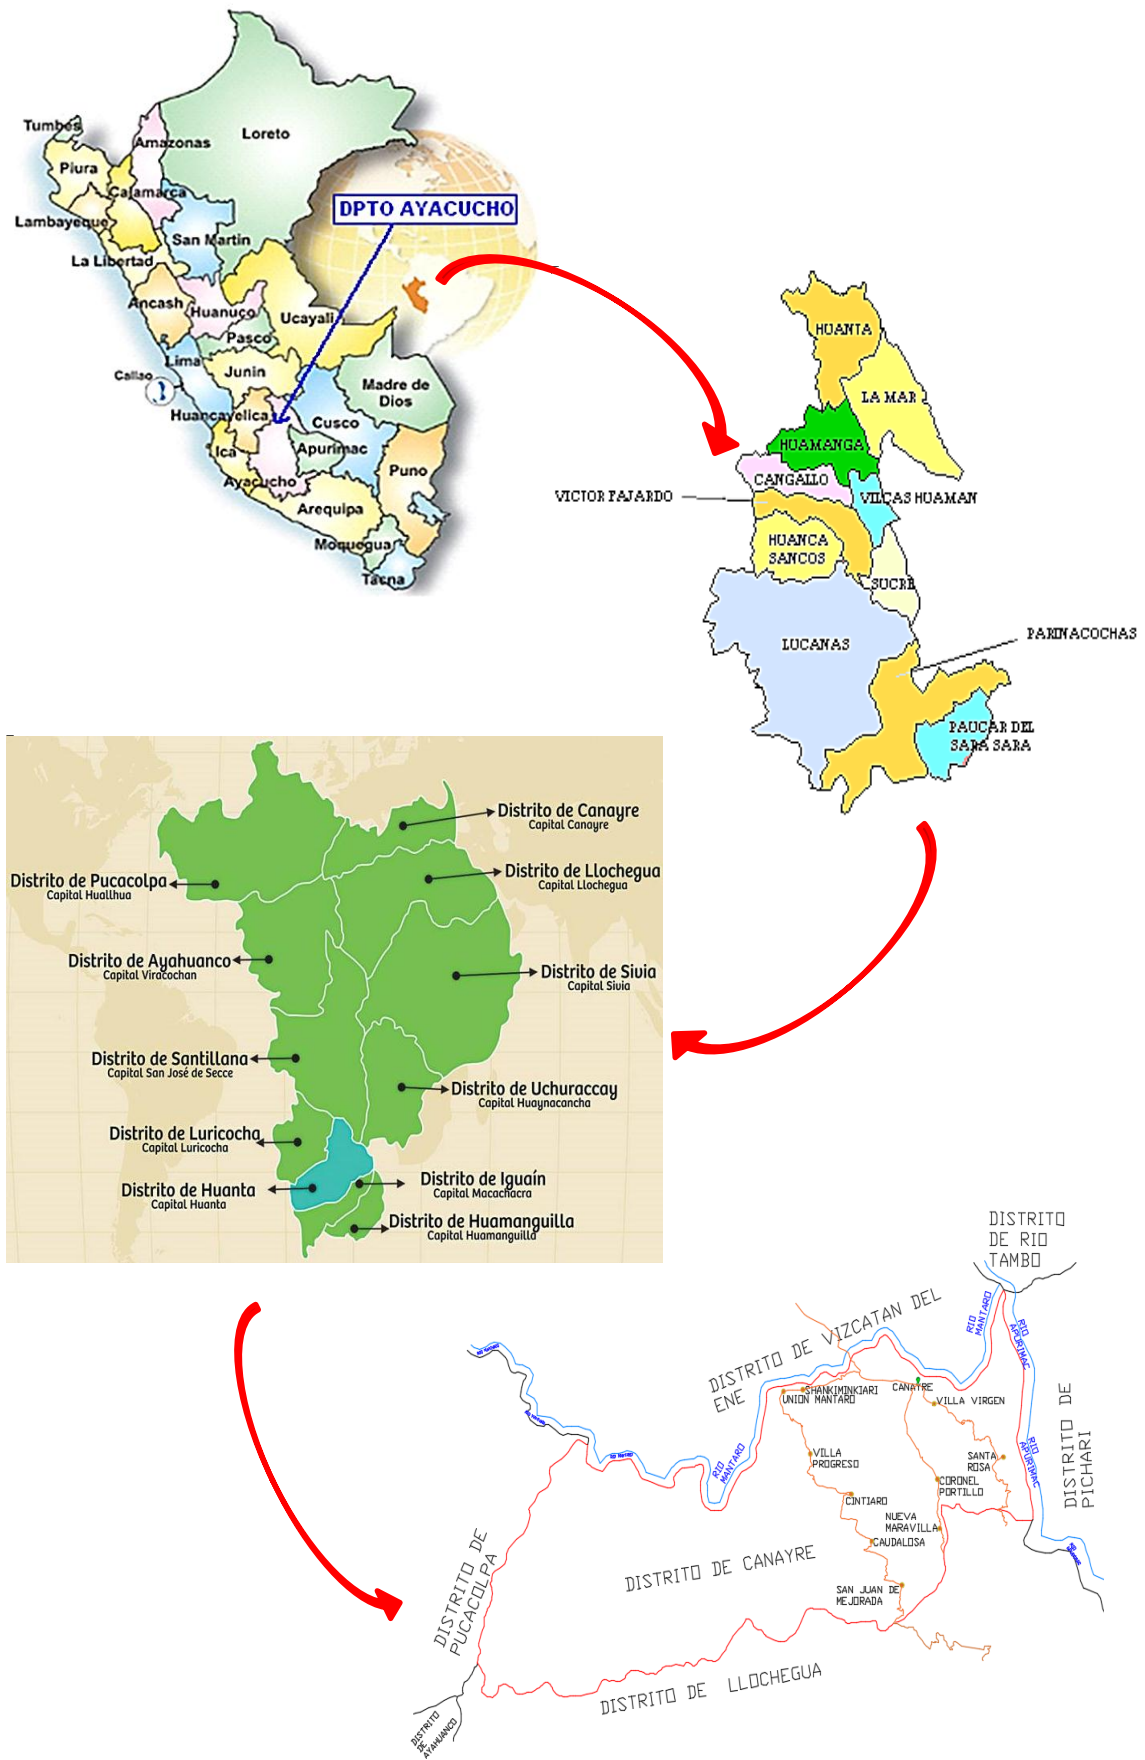 Loreto
Tumbes
Amazonas
Piura
Cajamarca
DPTO AYACUCHO
Lambayeque
San Martin
La Libertad
Ancash
Huanuço
Ucayali
Pasco
Lima
Junin
Callao
Madre de
Dios
Huancavelica
Cusco
Ica
Apurimac
Puno
Ayacucho
Arequipa
Moquegua
Tacna
HUANTA
LA MAR
HUAMANGA
CANGALLO
VICTOR FAJARDO
VILCAS HUAMAN
HUANCA
SANCOS
SUCRE
PARINACOCHAS
LUCANAS
PAUCAR DEL
SARA SARA
Distrito de Canayre
Capital Canayre
Distrito de Llochegua
Capital Llochegua
Distrito de Pucacolpa
Capital Huallhua
Distrito de Ayahuanco
Capital Viracochan
Distrito de Sivia
Capital Sivia
Distrito de Santillana
Capital San José de Secce
Distrito de Uchuraccay
Capital Huaynacancha
Distrito de Luricocha
Capital Luricocha
Distrito de Iguaín
Capital Macachacra
Distrito de Huanta
Capital Huanta
Distrito de Huamanguilla
Capital Huamanguilla
DISTRITO
DE RIO
TAMBO
DISTRITO DE VIZCATAN DEL
ENE
RIO
MANTARO
RIO
APURIMAC
SHANKIMINKIARI
UNION MANTARO
CANAYRE
VILLA VIRGEN
DISTRITO DE
PICHARI
VILLA
PROGRESO
SANTA
ROSA
RIO
APURIMAC
RIO
MANTARO
CORONEL
PORTILLO
CINTIARO
NUEVA
MARAVILLA
CAUDALOSA
DISTRITO DE CANAYRE
SAN JUAN DE
MEJORADA
DISTRITO DE
PUCACOLPA
DISTRITO DE LLOCHEGUA
DISTRITO
DE
AYAHUANCO